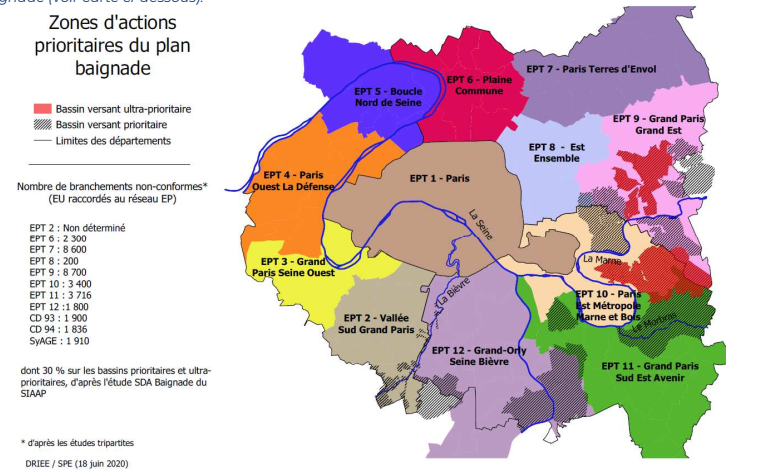 gnade (voir carte ci-dessous).
Zones d'actions
prioritaires du plan
baignade
Bassin versant ultra-prioritaire
Bassin versant prioritaire
Limites des départements
Nombre de branchements non-conformes*
(EU raccordés au réseau EP)
EPT 2 : Non déterminé
EPT 6 : 2 300
EPT 7 : 8 600
EPT 8 : 200
EPT 9 : 8 700
EPT 10 : 3 400
EPT 11 : 3 716
EPT 12 :1 800
CD 93 : 1 900
CD 94 : 1 836
SyAGE : 1 910
dont 30 % sur les bassins prioritaires et ultra-
prioritaires, d'après l'étude SDA Baignade du
SIAAP
* d'après les études tripartites
DRIEE / SPE (18 juin 2020)
EPT 7 - Paris Terres d'Envol
EPT 6 - Plaine
Commune
EPT 5 - Boucle
Nord de Seine
EPT 9 - Grand Paris
Grand Est
EPT 8 - Est
Ensemble
EPT 4 - Paris
Ouest La Défense
EPT 1 - Paris
La Seine
EPT 3 - Grand
Paris Seine Ouest
La Marne
La Bièvre
EPT 10 - Paris
Est Métropole
Marne et Bois
EPT 2 - Vallée
Sud Grand Paris
Le Morbras
EPT 12 - Grand-Orly
Seine Bièvre
EPT 11 - Grand Paris
Sud Est Avenir